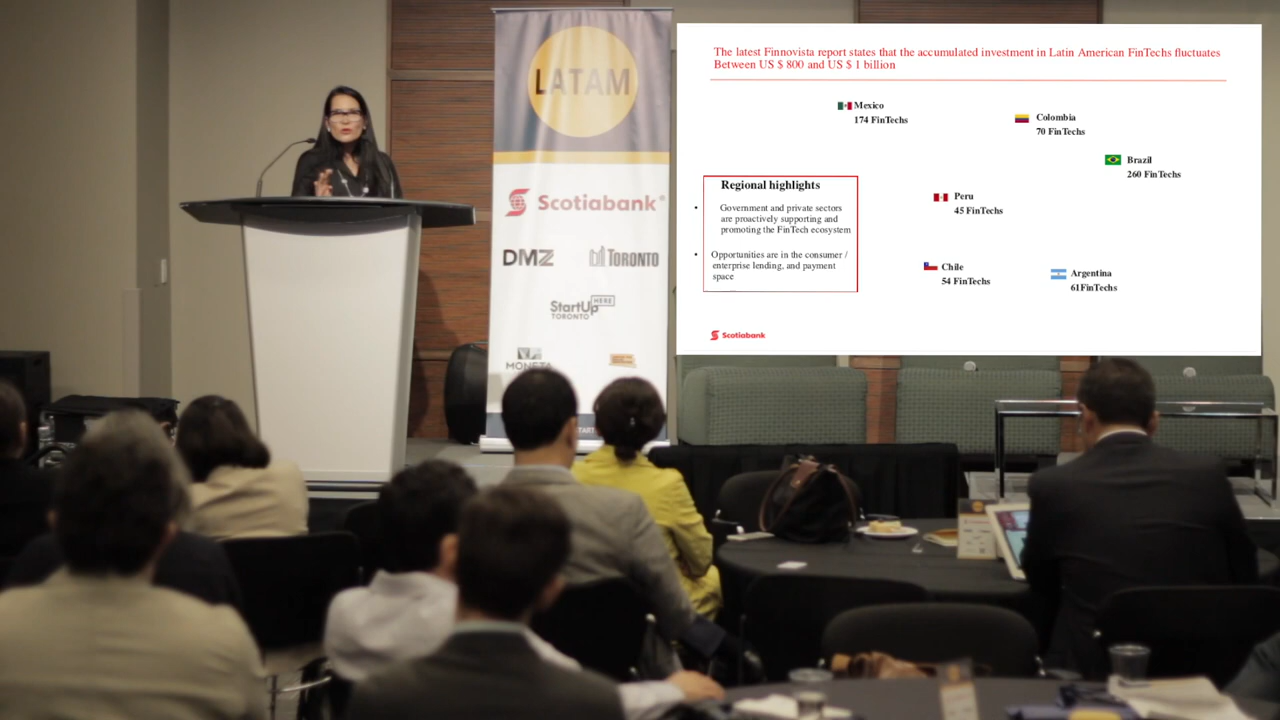 LATAM
Scotiabank
DMZ
TORONTO
StartUp
HERE
TORONTO
MONETA
START
The latest Finnovista report states that the accumulated investment in Latin American FinTechs fluctuates
Between US $ 800 and US $ 1 billion
Mexico
174 FinTechs
Colombia
70 FinTechs
Brazil
260 FinTechs
Peru
45 FinTechs
Chile
54 FinTechs
Argentina
61FinTechs
Regional highlights
• Government and private sectors
are proactively supporting and
promoting the FinTech ecosystem
• Opportunities are in the consumer /
enterprise lending, and payment
space
Scotiabank